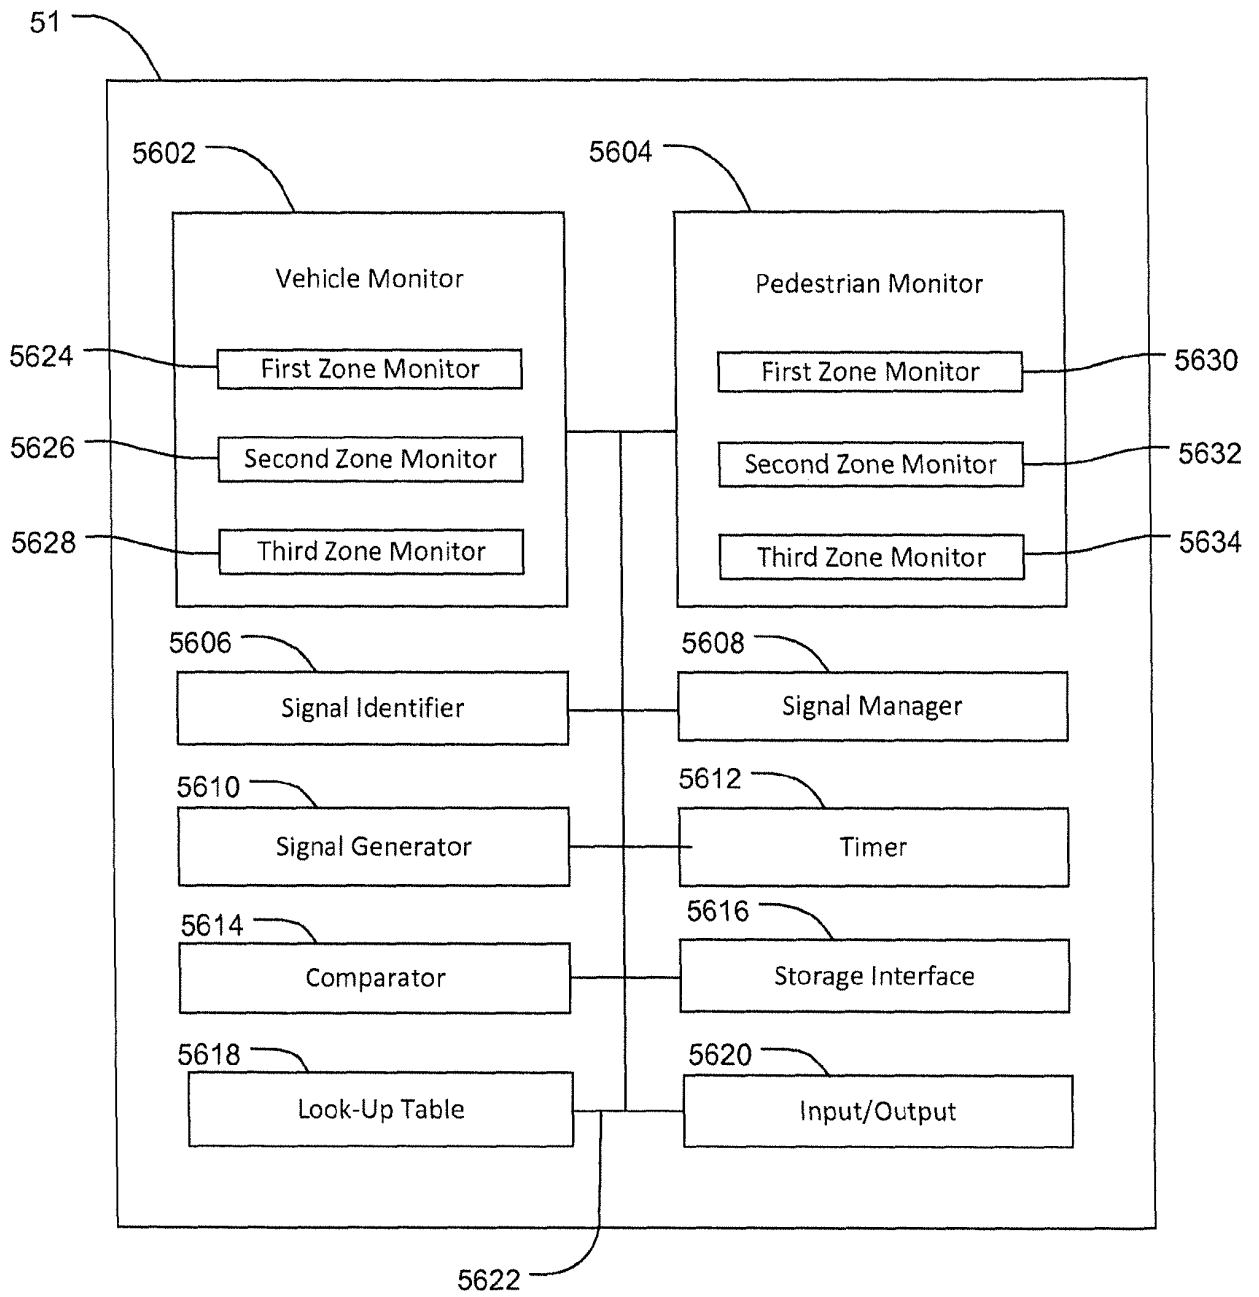 51
5602
5604
Vehicle Monitor
Pedestrian Monitor
5624
First Zone Monitor
First Zone Monitor
5630
5626
Second Zone Monitor
Second Zone Monitor
5632
5628
Third Zone Monitor
Third Zone Monitor
5634
5606
5608
Signal Identifier
Signal Manager
5610
5612
Signal Generator
Timer
5614
5616
Comparator
Storage Interface
5618
5620
Look-Up Table
Input/Output
5622